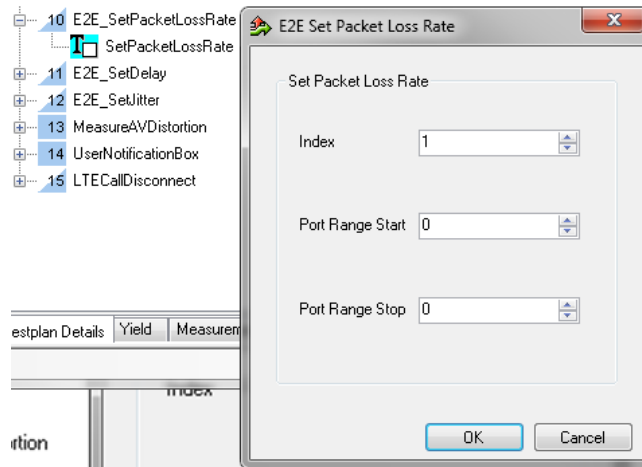 10 E2E_SetPacketLossRate
SetPacketLossRate
11 E2E_SetDelay
12 E2E_SetJitter
13 MeasureAVDistortion
14 UserNotificationBox
15 LTECallDisconnect
E2E Set Packet Loss Rate
Set Packet Loss Rate
Index 1
Port Range Start 0
Port Range Stop 0
OK Cancel
estplan Details Yield Measurem
Index
ortion